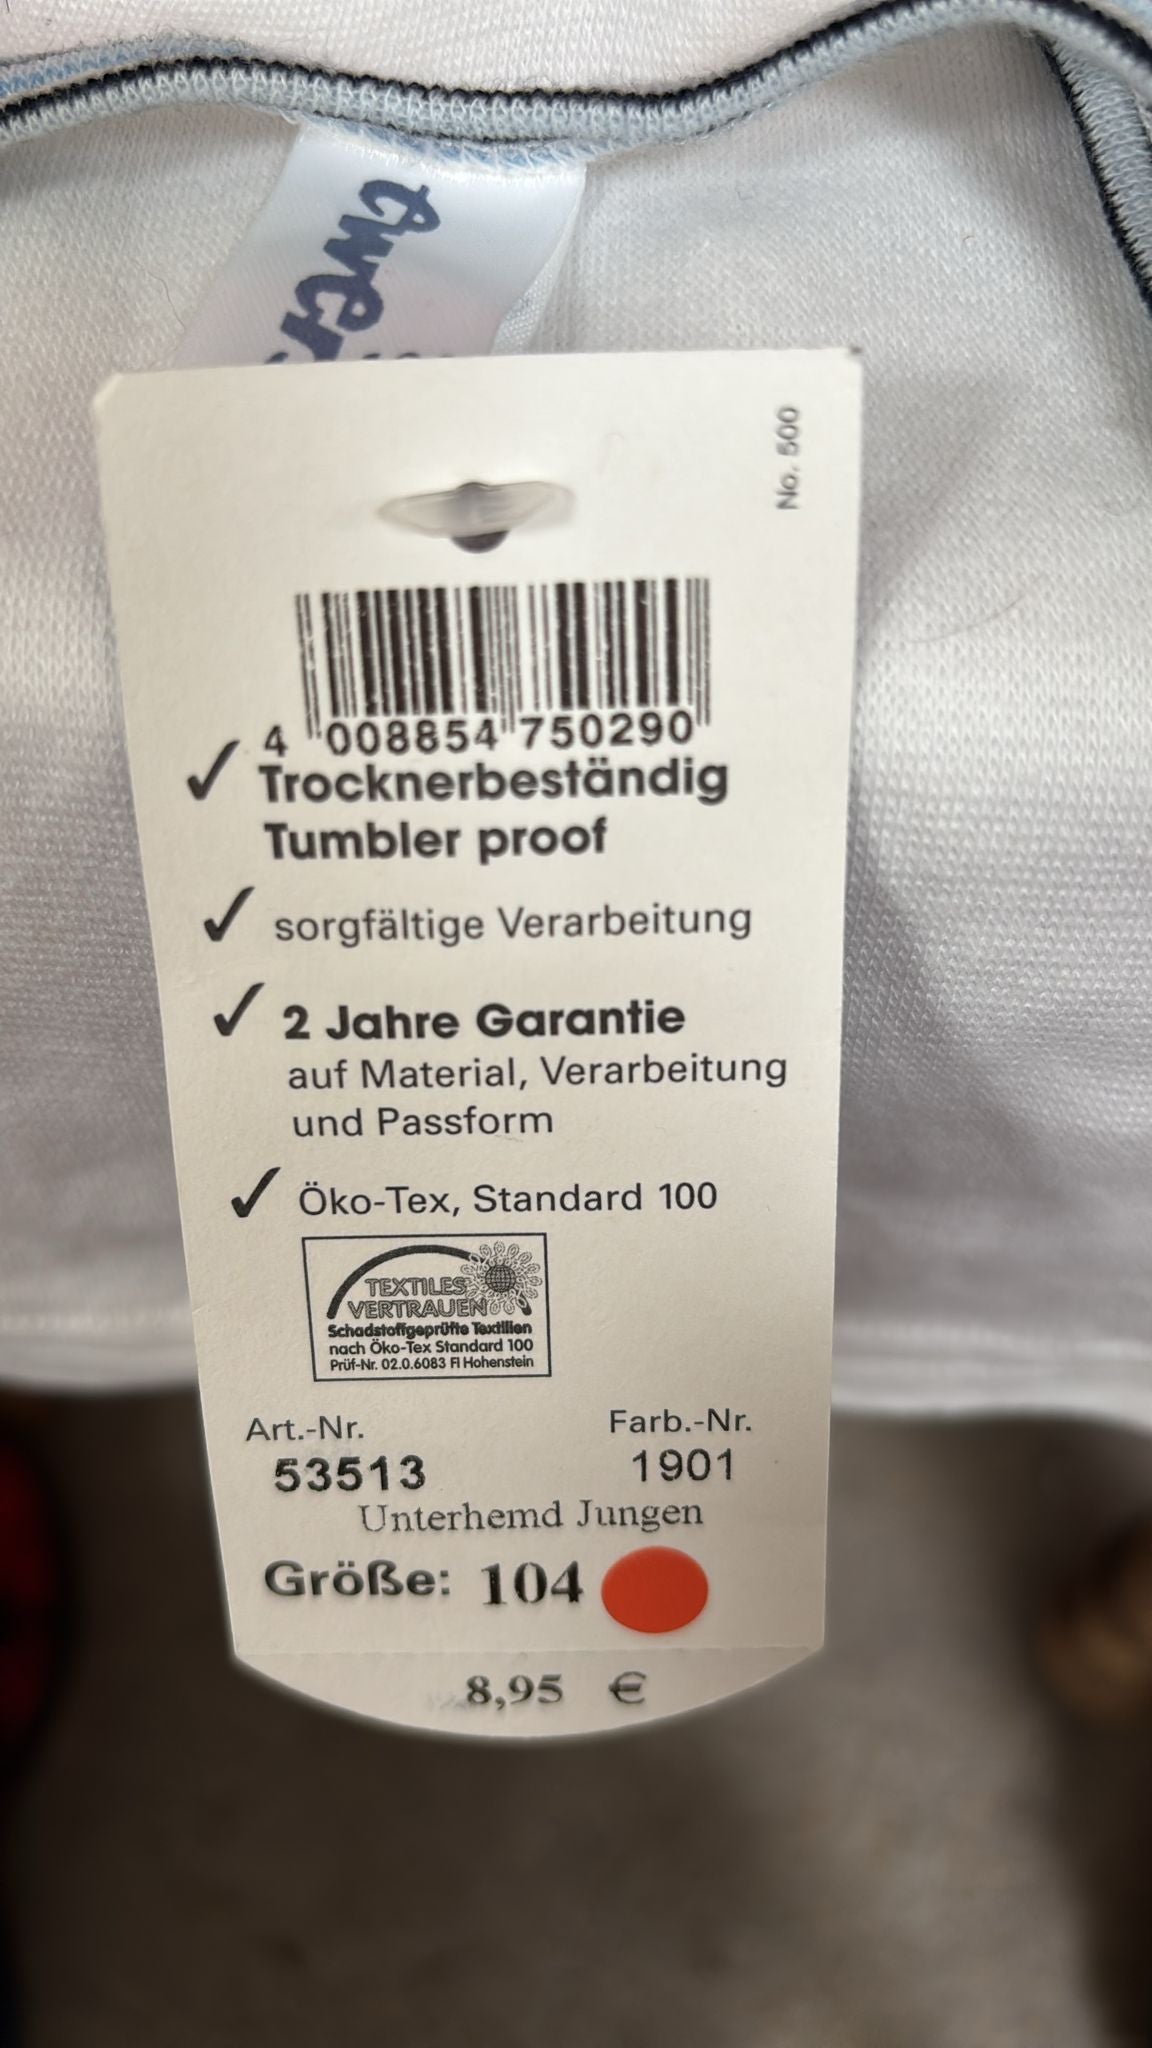 No. 500
4 008854 750290
Trocknerbeständig
Tumbler proof
sorgfältige Verarbeitung
2 Jahre Garantie
auf Material, Verarbeitung
und Passform
Öko-Tex, Standard 100
TEXTILES
VERTRAUEN
Schadstoffgeprüfte Textilien
nach Öko-Tex Standard 100
Prüf-Nr. 02.0.6083 FI Hohenstein
Art.-Nr. Farb.-Nr.
53513 1901
Unterhemd Jungen
Größe: 104
8,95 €